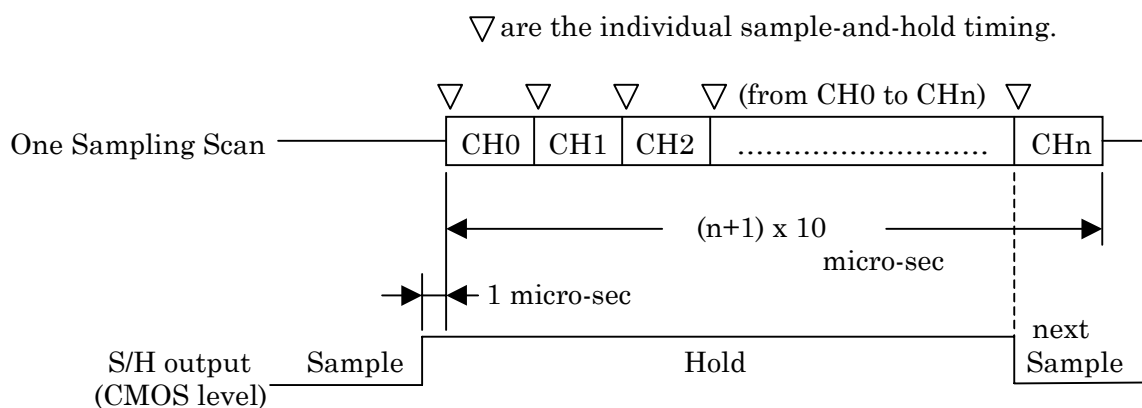 ▽ are the individual sample-and-hold timing.
(from CH0 to CHn)
One Sampling Scan
CH0 CH1 CH2 ............................ CHn
(n+1) x 10
micro-sec
1 micro-sec
next
S/H output Sample Hold Sample
(CMOS level)